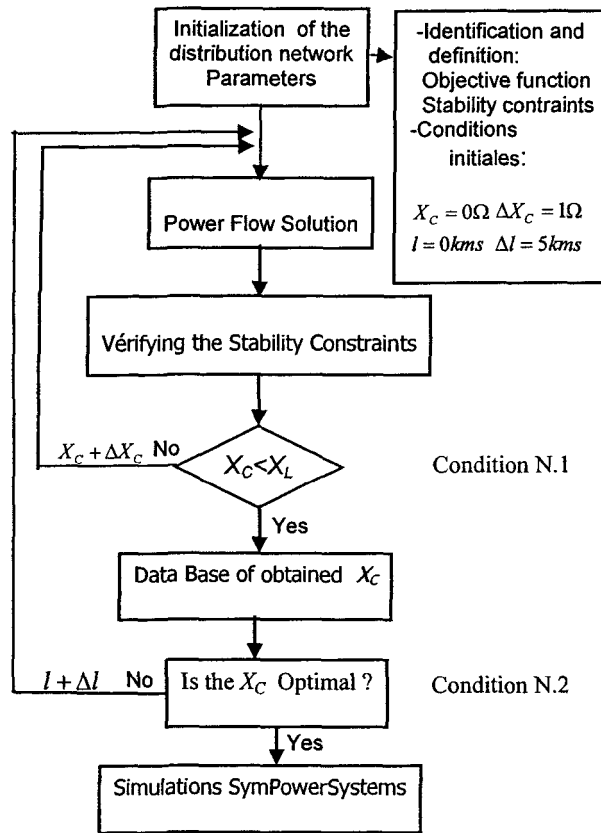 Initialization of the
distribution network
Parameters
-Identification and
definition:
Objective function
Stability contraints
-Conditions
initiales:
X_C = 0Ω ΔX_C = 1Ω
l = 0kms Δl = 5kms
Power Flow Solution
Vérifying the Stability Constraints
X_C + ΔX_C No
X_C<X_L
Condition N.1
Yes
Data Base of obtained X_C
l + Δl No
Is the X_C Optimal ?
Condition N.2
Yes
Simulations SymPowerSystems